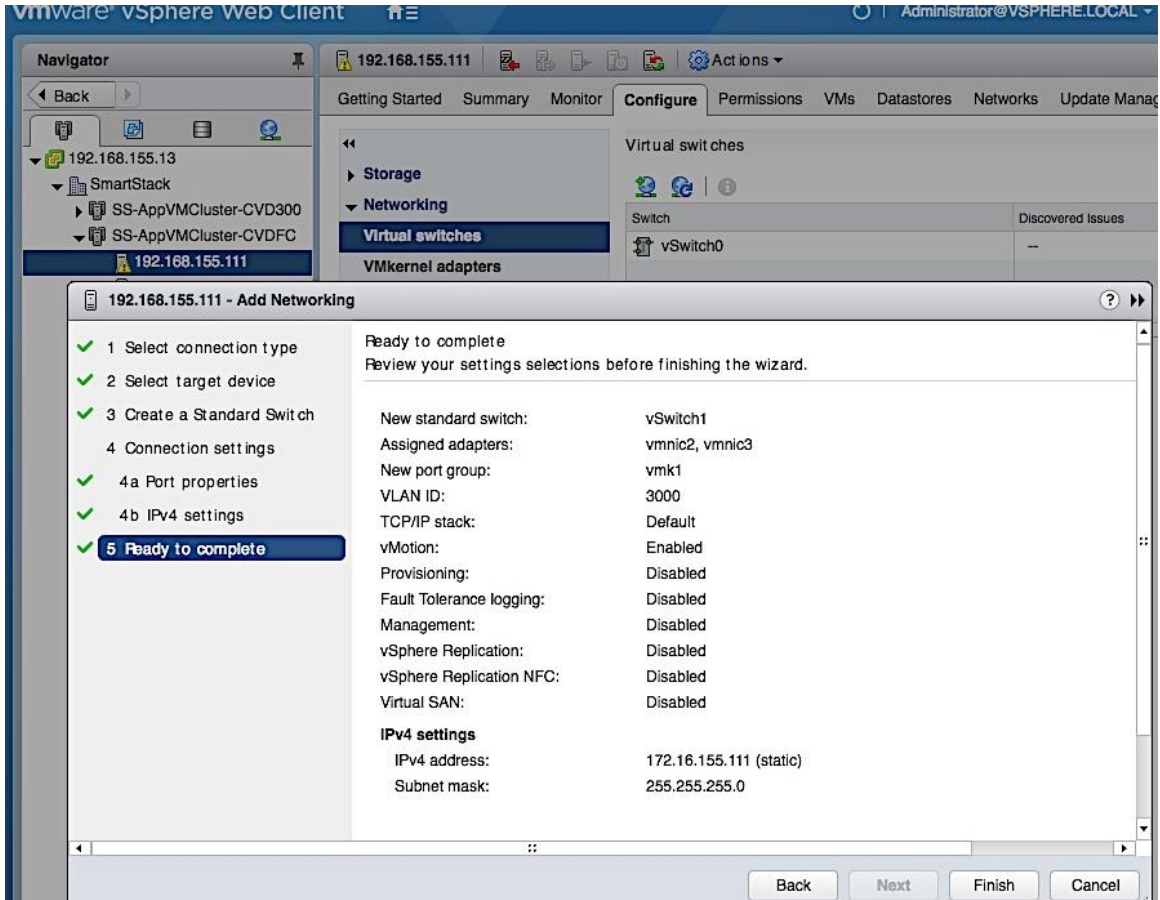 vmware® vSphere Web Client
Administrator@VSPHERE.LOCAL
Navigator
192.168.155.111
Actions
Back
Getting Started Summary Monitor Configure Permissions VMs Datastores Networks Update Manag
192.168.155.13
SmartStack
SS-AppVMCluster-CVD300
SS-AppVMCluster-CVDFC
192.168.155.111
Storage
Networking
Virtual switches
VMkernel adapters
Virtual switches
Switch Discovered Issues
vSwitch0 --
192.168.155.111 - Add Networking
1 Select connection type
2 Select target device
3 Create a Standard Switch
4 Connection settings
4a Port properties
4b IPv4 settings
5 Ready to complete
Ready to complete
Review your settings selections before finishing the wizard.
New standard switch: vSwitch1
Assigned adapters: vmnic2, vmnic3
New port group: vmk1
VLAN ID: 3000
TCP/IP stack: Default
vMotion: Enabled
Provisioning: Disabled
Fault Tolerance logging: Disabled
Management: Disabled
vSphere Replication: Disabled
vSphere Replication NFC: Disabled
Virtual SAN: Disabled
IPv4 settings
IPv4 address: 172.16.155.111 (static)
Subnet mask: 255.255.255.0
Back Next Finish Cancel